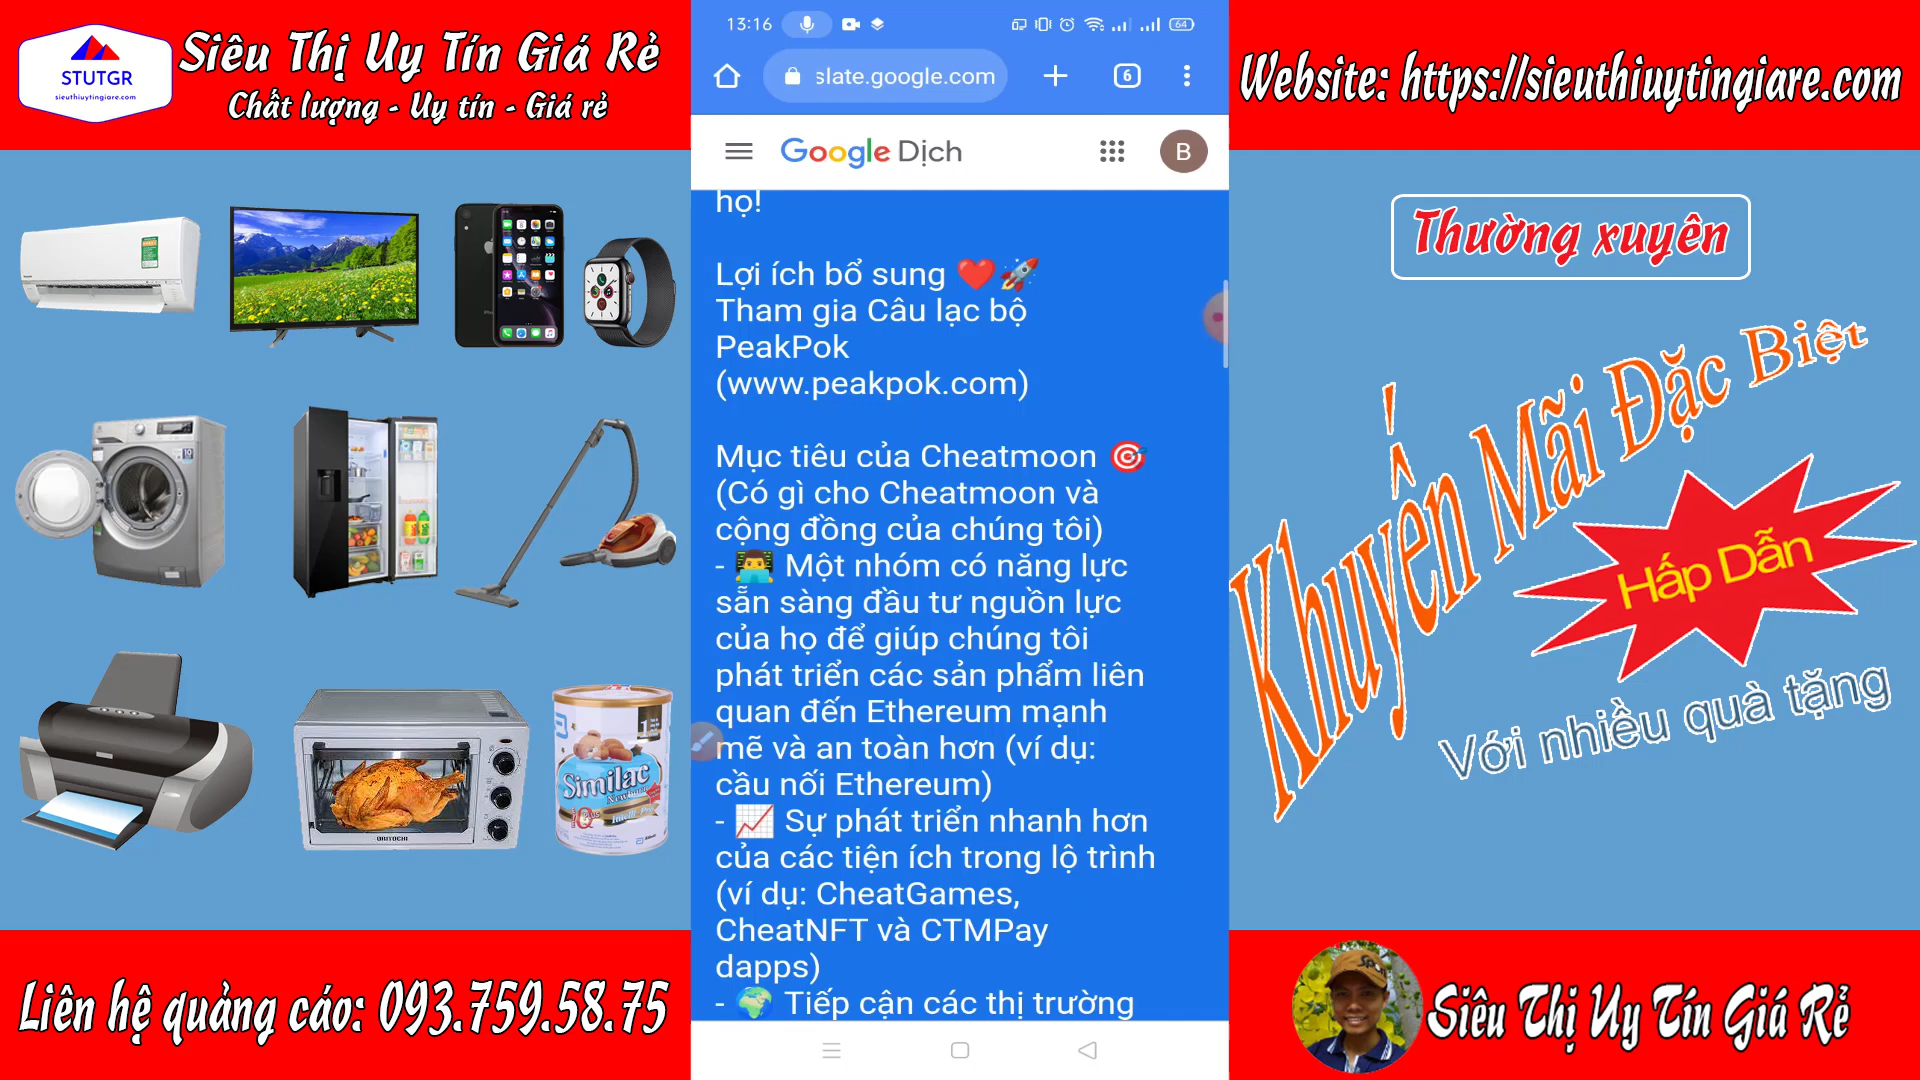 STUTGR
sieuthiuytingiare.com
Siêu Thị Uy Tín Giá Rẻ
Chất lượng - Uy tín - Giá rẻ
13:16
64
slate.google.com
6
Google Dịch
B
họ!
Lợi ích bổ sung ❤️🚀
Tham gia Câu lạc bộ
PeakPok
(www.peakpok.com)
Mục tiêu của Cheatmoon 🎯
(Có gì cho Cheatmoon và
cộng đồng của chúng tôi)
- 👨‍💻 Một nhóm có năng lực
sẵn sàng đầu tư nguồn lực
của họ để giúp chúng tôi
phát triển các sản phẩm liên
quan đến Ethereum mạnh
mẽ và an toàn hơn (ví dụ:
cầu nối Ethereum)
- 📈 Sự phát triển nhanh hơn
của các tiện ích trong lộ trình
(ví dụ: CheatGames,
CheatNFT và CTMPay
dapps)
- 🌍 Tiếp cận các thị trường
Website: https://sieuthiuytingiare.com
Thường xuyên
Khuyến Mãi Đặc Biệt
Hấp Dẫn
Với nhiều quà tặng
Similac
Liên hệ quảng cáo: 093.759.58.75
Siêu Thị Uy Tín Giá Rẻ